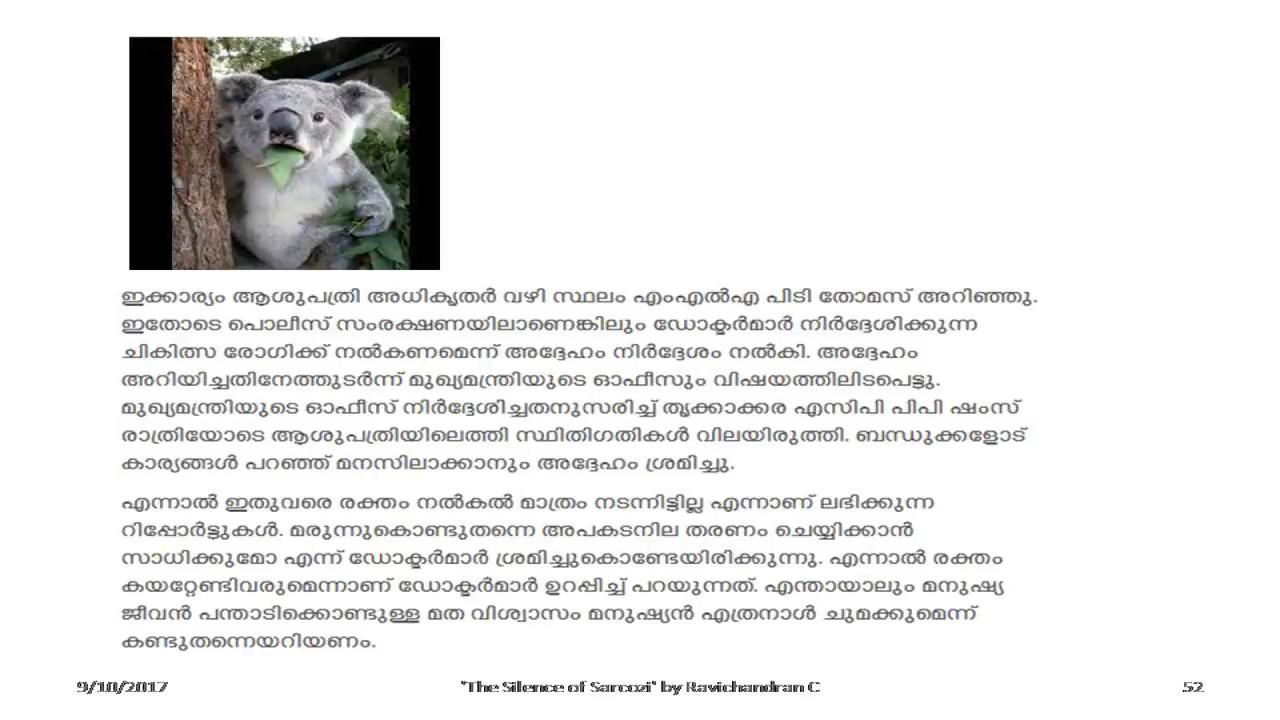 ഇക്കാര്യം ആശുപത്രി അധികൃതർ വഴി സ്ഥലം എംഎൽഎ പിടി തോമസ് അറിഞ്ഞു.
ഇതോടെ പൊലീസ് സംരക്ഷണയിലാണെങ്കിലും ഡോക്ടർമാർ നിർദ്ദേശിക്കുന്ന
ചികിത്സ രോഗിക്ക് നൽകണമെന്ന് അദ്ദേഹം നിർദ്ദേശം നൽകി. അദ്ദേഹം
അറിയിച്ചതിനേത്തുടർന്ന് മുഖ്യമന്ത്രിയുടെ ഓഫീസും വിഷയത്തിലിടപെട്ടു.
മുഖ്യമന്ത്രിയുടെ ഓഫീസ് നിർദ്ദേശിച്ചതനുസരിച്ച് തൃക്കാക്കര എസിപി പിപി ഷംസ്
രാത്രിയോടെ ആശുപത്രിയിലെത്തി സ്ഥിതിഗതികൾ വിലയിരുത്തി. ബന്ധുക്കളോട്
കാര്യങ്ങൾ പറഞ്ഞ് മനസിലാക്കാനും അദ്ദേഹം ശ്രമിച്ചു.
എന്നാൽ ഇതുവരെ രക്തം നൽകൽ മാത്രം നടന്നിട്ടില്ല എന്നാണ് ലഭിക്കുന്ന
റിപ്പോർട്ടുകൾ. മരുന്നുകൊണ്ടുതന്നെ അപകടനില തരണം ചെയ്യിക്കാൻ
സാധിക്കുമോ എന്ന് ഡോക്ടർമാർ ശ്രമിച്ചുകൊണ്ടേയിരിക്കുന്നു. എന്നാൽ രക്തം
കയറ്റേണ്ടിവരുമെന്നാണ് ഡോക്ടർമാർ ഉറപ്പിച്ച് പറയുന്നത്. എന്തായാലും മനുഷ്യ
ജീവൻ പന്താടിക്കൊണ്ടുള്ള മത വിശ്വാസം മനുഷ്യൻ എത്രനാൾ ചുമക്കുമെന്ന്
കണ്ടുതന്നെയറിയണം.
9/10/2017 "The Silence of Sarcozi" by Ravichandran C 52